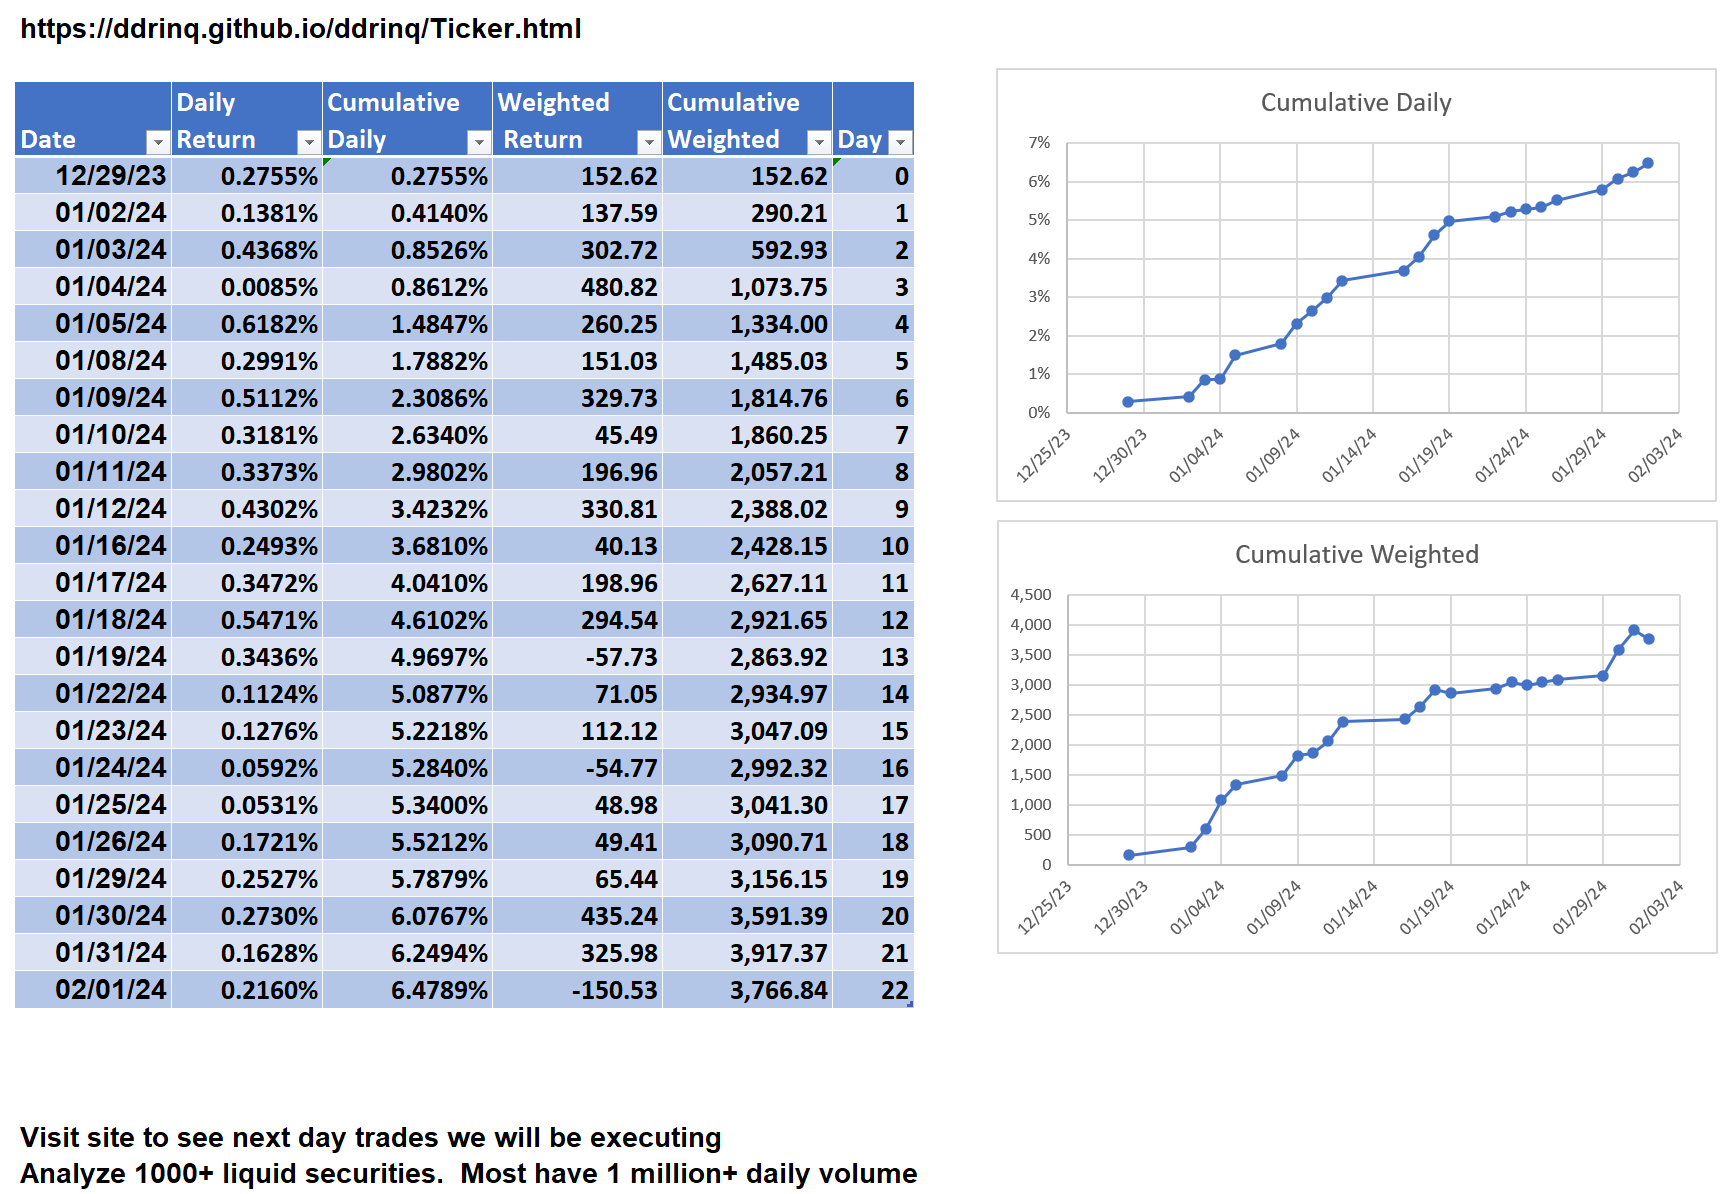 https://ddrinq.github.io/ddrinq/Ticker.html
Date Daily Return Cumulative Daily Weighted Return Cumulative Weighted Day
12/29/23 0.2755% 0.2755% 152.62 152.62 0
01/02/24 0.1381% 0.4140% 137.59 290.21 1
01/03/24 0.4368% 0.8526% 302.72 592.93 2
01/04/24 0.0085% 0.8612% 480.82 1,073.75 3
01/05/24 0.6182% 1.4847% 260.25 1,334.00 4
01/08/24 0.2991% 1.7882% 151.03 1,485.03 5
01/09/24 0.5112% 2.3086% 329.73 1,814.76 6
01/10/24 0.3181% 2.6340% 45.49 1,860.25 7
01/11/24 0.3373% 2.9802% 196.96 2,057.21 8
01/12/24 0.4302% 3.4232% 330.81 2,388.02 9
01/16/24 0.2493% 3.6810% 40.13 2,428.15 10
01/17/24 0.3472% 4.0410% 198.96 2,627.11 11
01/18/24 0.5471% 4.6102% 294.54 2,921.65 12
01/19/24 0.3436% 4.9697% -57.73 2,863.92 13
01/22/24 0.1124% 5.0877% 71.05 2,934.97 14
01/23/24 0.1276% 5.2218% 112.12 3,047.09 15
01/24/24 0.0592% 5.2840% -54.77 2,992.32 16
01/25/24 0.0531% 5.3400% 48.98 3,041.30 17
01/26/24 0.1721% 5.5212% 49.41 3,090.71 18
01/29/24 0.2527% 5.7879% 65.44 3,156.15 19
01/30/24 0.2730% 6.0767% 435.24 3,591.39 20
01/31/24 0.1628% 6.2494% 325.98 3,917.37 21
02/01/24 0.2160% 6.4789% -150.53 3,766.84 22
Cumulative Daily
7%
6%
5%
4%
3%
2%
1%
0%
12/25/23 12/30/23 01/04/24 01/09/24 01/14/24 01/19/24 01/24/24 01/29/24 02/03/24
Cumulative Weighted
4,500
4,000
3,500
3,000
2,500
2,000
1,500
1,000
500
0
12/25/23 12/30/23 01/04/24 01/09/24 01/14/24 01/19/24 01/24/24 01/29/24 02/03/24
Visit site to see next day trades we will be executing
Analyze 1000+ liquid securities. Most have 1 million+ daily volume